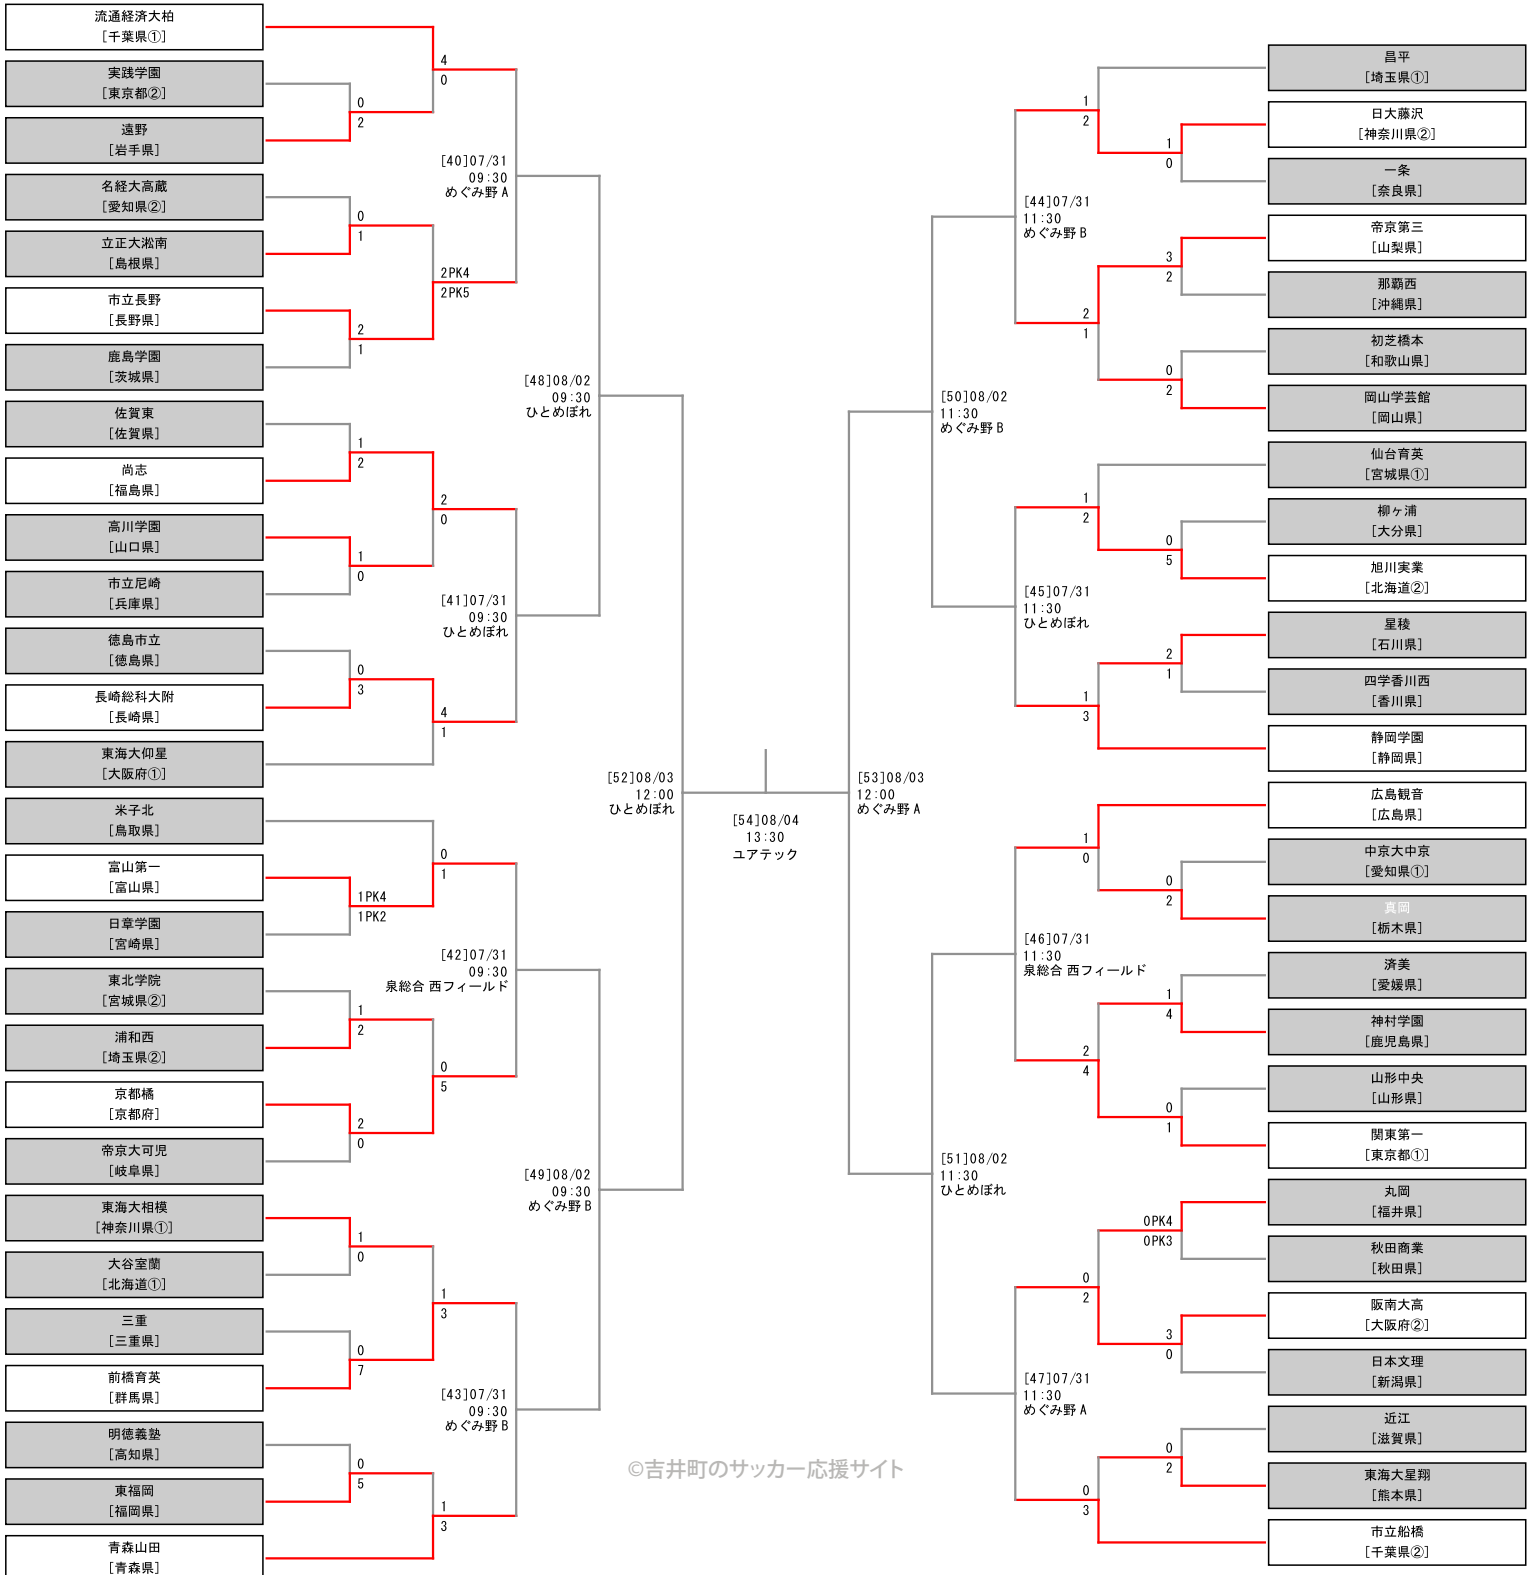 流通経済大柏
[千葉県①]
実践学園
[東京都②]
遠野
[岩手県]
名経大高蔵
[愛知県②]
立正大淞南
[島根県]
市立長野
[長野県]
鹿島学園
[茨城県]
佐賀東
[佐賀県]
尚志
[福島県]
高川学園
[山口県]
市立尼崎
[兵庫県]
徳島市立
[徳島県]
長崎総科大附
[長崎県]
東海大仰星
[大阪府①]
米子北
[鳥取県]
富山第一
[富山県]
日章学園
[宮崎県]
東北学院
[宮城県②]
浦和西
[埼玉県②]
京都橘
[京都府]
帝京大可児
[岐阜県]
東海大相模
[神奈川県①]
大谷室蘭
[北海道①]
三重
[三重県]
前橋育英
[群馬県]
明徳義塾
[高知県]
東福岡
[福岡県]
青森山田
[青森県]
0
2
0
1
2
1
1
2
1
0
0
3
1PK4
1PK2
1
2
2
0
1
0
0
7
0
5
4
0
2PK4
2PK5
2
0
4
1
0
1
0
5
1
3
1
3
[40]07/31
09:30
めぐみ野 A
[41]07/31
09:30
ひとめぼれ
[42]07/31
09:30
泉総合 西フィールド
[43]07/31
09:30
めぐみ野 B
[48]08/02
09:30
ひとめぼれ
[49]08/02
09:30
めぐみ野 B
[52]08/03
12:00
ひとめぼれ
[54]08/04
13:30
ユアテック
[53]08/03
12:00
めぐみ野 A
[50]08/02
11:30
めぐみ野 B
[51]08/02
11:30
ひとめぼれ
[44]07/31
11:30
めぐみ野 B
[45]07/31
11:30
ひとめぼれ
[46]07/31
11:30
泉総合 西フィールド
[47]07/31
11:30
めぐみ野 A
1
2
2
1
1
2
1
3
1
0
2
4
0
2
0
3
1
0
3
2
0
2
0
5
2
1
0
2
1
4
0
1
0PK4
0PK3
3
0
0
2
昌平
[埼玉県①]
日大藤沢
[神奈川県②]
一条
[奈良県]
帝京第三
[山梨県]
那覇西
[沖縄県]
初芝橋本
[和歌山県]
岡山学芸館
[岡山県]
仙台育英
[宮城県①]
柳ヶ浦
[大分県]
旭川実業
[北海道②]
星稜
[石川県]
四学香川西
[香川県]
静岡学園
[静岡県]
広島観音
[広島県]
中京大中京
[愛知県①]
真岡
[栃木県]
済美
[愛媛県]
神村学園
[鹿児島県]
山形中央
[山形県]
関東第一
[東京都①]
丸岡
[福井県]
秋田商業
[秋田県]
阪南大高
[大阪府②]
日本文理
[新潟県]
近江
[滋賀県]
東海大星翔
[熊本県]
市立船橋
[千葉県②]
©吉井町のサッカー応援サイト